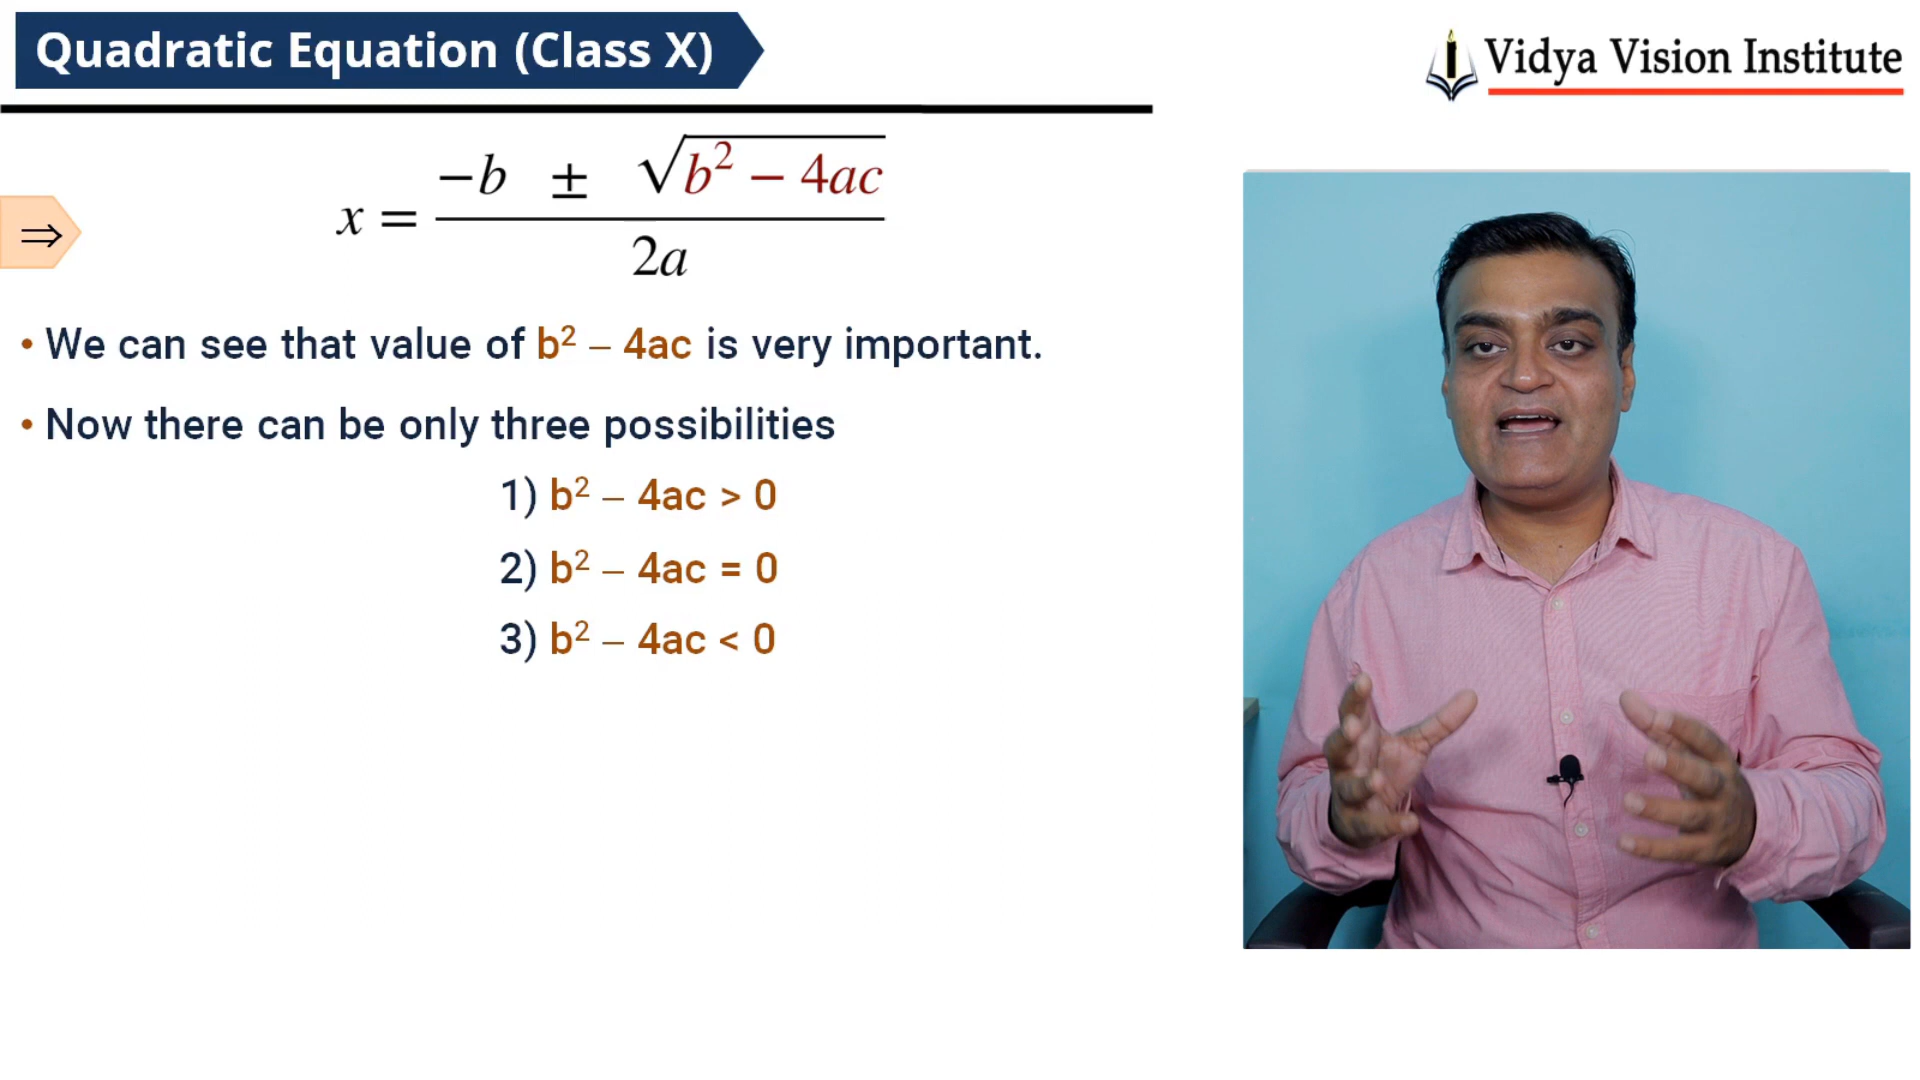 Quadratic Equation (Class X)
Vidya Vision Institute
⇒ x = (−b ± √(b² − 4ac)) / 2a
• We can see that value of b² – 4ac is very important.
• Now there can be only three possibilities
1) b² – 4ac > 0
2) b² – 4ac = 0
3) b² – 4ac < 0